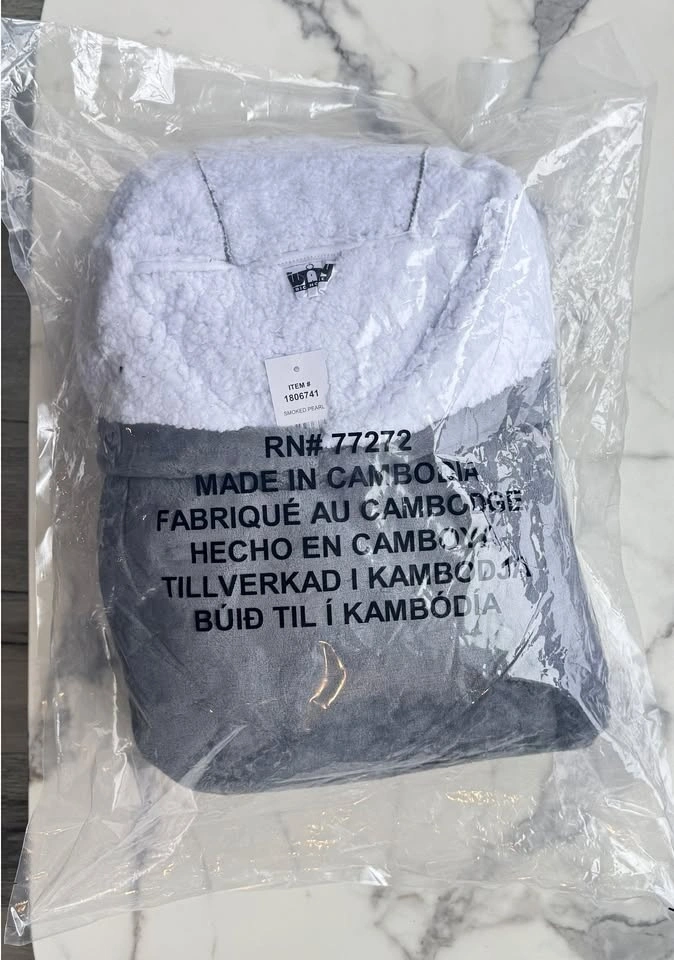 ITEM #
1806741
SMOKED PEARL
RN# 77272
MADE IN CAMBODIA
FABRIQUÉ AU CAMBODGE
HECHO EN CAMBOYA
TILLVERKAD I KAMBODJA
BÚIÐ TIL Í KAMBÓDÍA